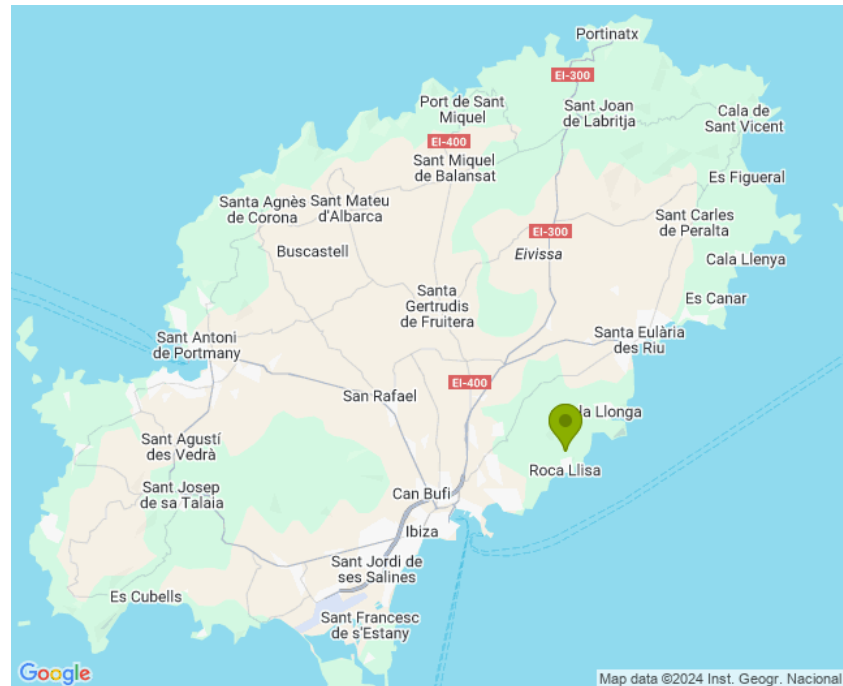 Portinatx
EI-300
Port de Sant
Miquel
Sant Joan
de Labritja
Cala de
Sant Vicent
EI-400
Sant Miquel
de Balansat
Es Figueral
Santa Agnès
de Corona
Sant Mateu
d'Albarca
Sant Carles
de Peralta
EI-300
Buscastell
Eivissa
Cala Llenya
Santa
Gertrudis
de Fruitera
Es Canar
Sant Antoni
de Portmany
Santa Eulària
des Riu
EI-400
San Rafael
la Llonga
Sant Agustí
des Vedrà
Roca Llisa
Sant Josep
de sa Talaia
Can Bufi
Ibiza
Sant Jordi de
ses Salines
Es Cubells
Sant Francesc
de s'Estany
Google
Map data ©2024 Inst. Geogr. Nacional